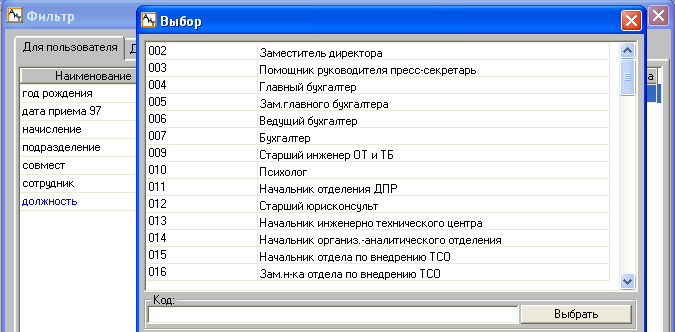 Фильтр
Выбор
Для пользователя Д
Наименование
а
год рождения
дата приема 97
начисление
подразделение
совмест
сотрудник
должность
002 Заместитель директора
003 Помощник руководителя пресс-секретарь
004 Главный бухгалтер
005 Зам.главного бухгалтера
006 Ведущий бухгалтер
007 Бухгалтер
009 Старший инженер ОТ и ТБ
010 Психолог
011 Начальник отделения ДПР
012 Старший юрисконсульт
013 Начальник инженерно технического центра
014 Начальник организ.-аналитического отделения
015 Начальник отдела по внедрению ТСО
016 Зам.н-ка отдела по внедрению ТСО
Код:
Выбрать